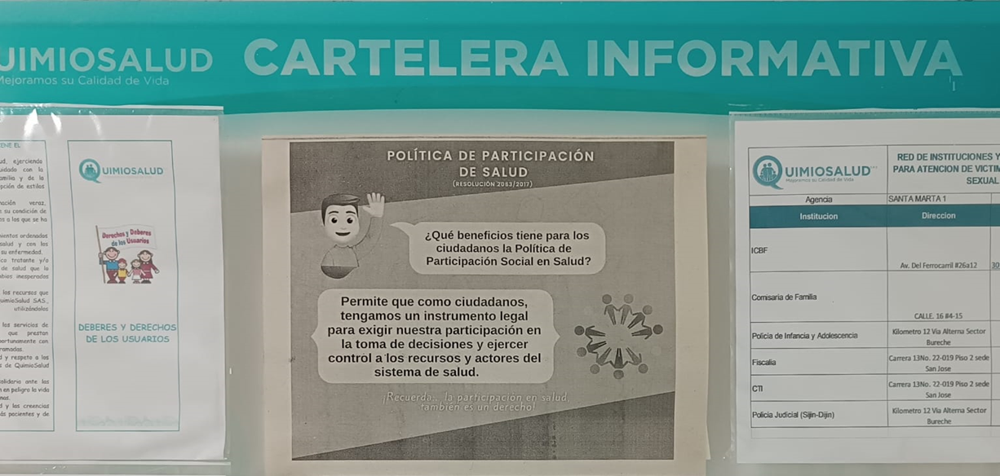 UIMIOSALUD
Mejoramos su Calidad de Vida
CARTELERA INFORMATIVA
ENE EL
ud, ejerciendo
uidado con la
amilia y de la
pción de estilos
mación veraz,
e su condición de
os a los que se ha
mientos ordenados
salud y con los
su enfermedad.
ico tratante y/o
de salud que la
mbios inesperados
los recursos que
uimioSalud SAS.,
utilizándolos
los servicios de
que prestan
portunamente con
ramadas.
d y respeto a los
s de QuimioSalud
olidario ante las
n en peligro la vida
nas.
d y las creencias
ás pacientes y de
QUIMIOSALUD
Derechos y Deberes
de los Usuarios
DEBERES Y DERECHOS
DE LOS USUARIOS
POLÍTICA DE PARTICIPACIÓN
DE SALUD
(RESOLUCIÓN 2063/2017)
¿Qué beneficios tiene para los
ciudadanos la Política de
Participación Social en Salud?
Permite que como ciudadanos,
tengamos un instrumento legal
para exigir nuestra participación en
la toma de decisiones y ejercer
control a los recursos y actores del
sistema de salud.
¡Recuerda:. la participación en salud,
también es un derecho!
QUIMIOSALUD
Mejoramos su Calidad de Vida
RED DE INSTITUCIONES Y
PARA ATENCION DE VICTIM
SEXUAL
Agencia SANTA MARTA 1
Institucion Direccion
ICBF Av. Del Ferrocarril #26a12 30
Comisaria de Familia CALLE. 16 #4-15
Policia de Infancia y Adolescencia Kilometro 12 Via Alterna Sector
Bureche
Fiscalia Carrera 13No. 22-019 Piso 2 sede
San Jose
CTI Carrera 13No. 22-019 Piso 2 sede
San Jose
Policia Judicial (Sijin-Dijin) Kilometro 12 Via Alterna Sector
Bureche